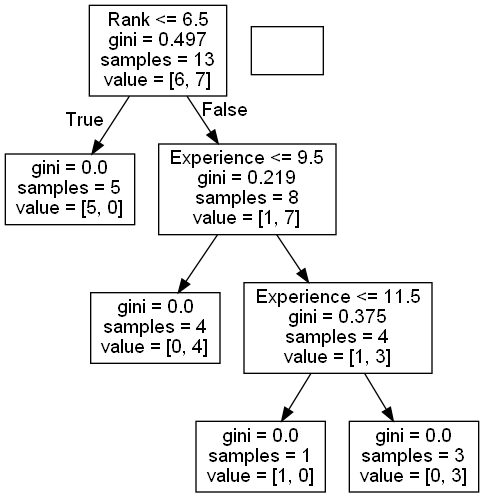 Rank <= 6.5
gini = 0.497
samples = 13
value = [6, 7]
True
False
gini = 0.0
samples = 5
value = [5, 0]
Experience <= 9.5
gini = 0.219
samples = 8
value = [1, 7]
gini = 0.0
samples = 4
value = [0, 4]
Experience <= 11.5
gini = 0.375
samples = 4
value = [1, 3]
gini = 0.0
samples = 1
value = [1, 0]
gini = 0.0
samples = 3
value = [0, 3]